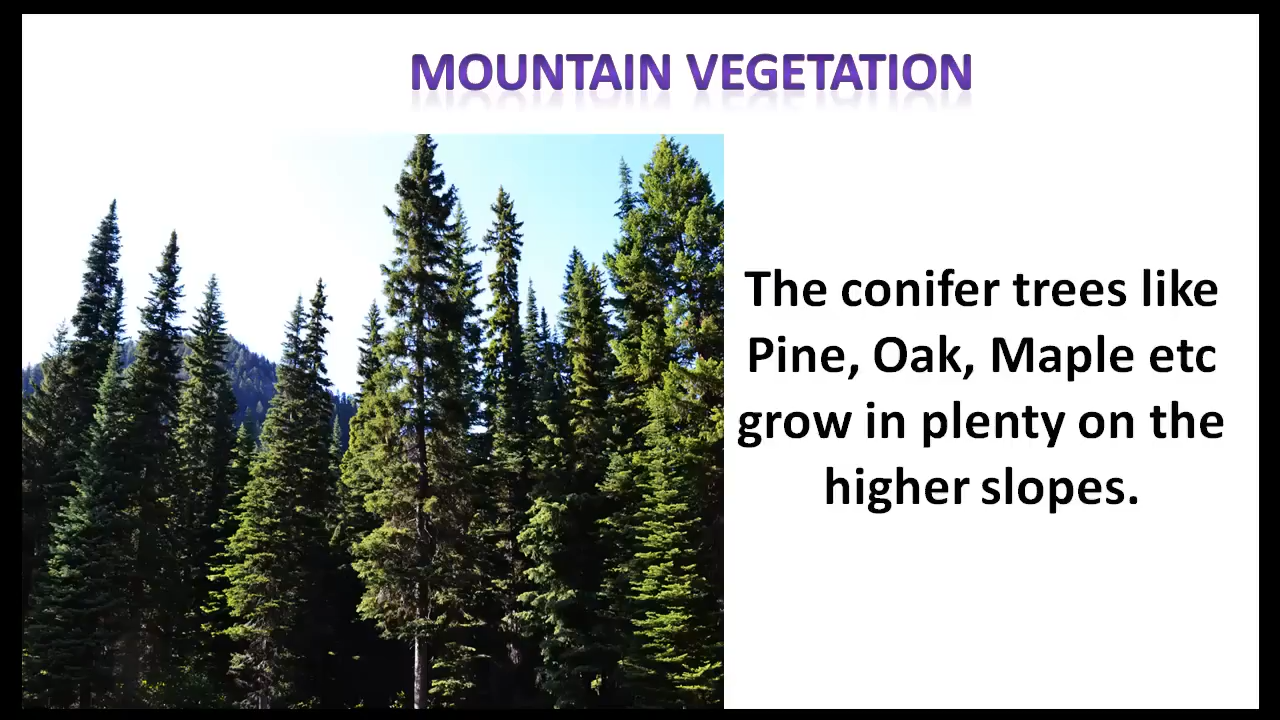 MOUNTAIN VEGETATION
The conifer trees like
Pine, Oak, Maple etc
grow in plenty on the
higher slopes.